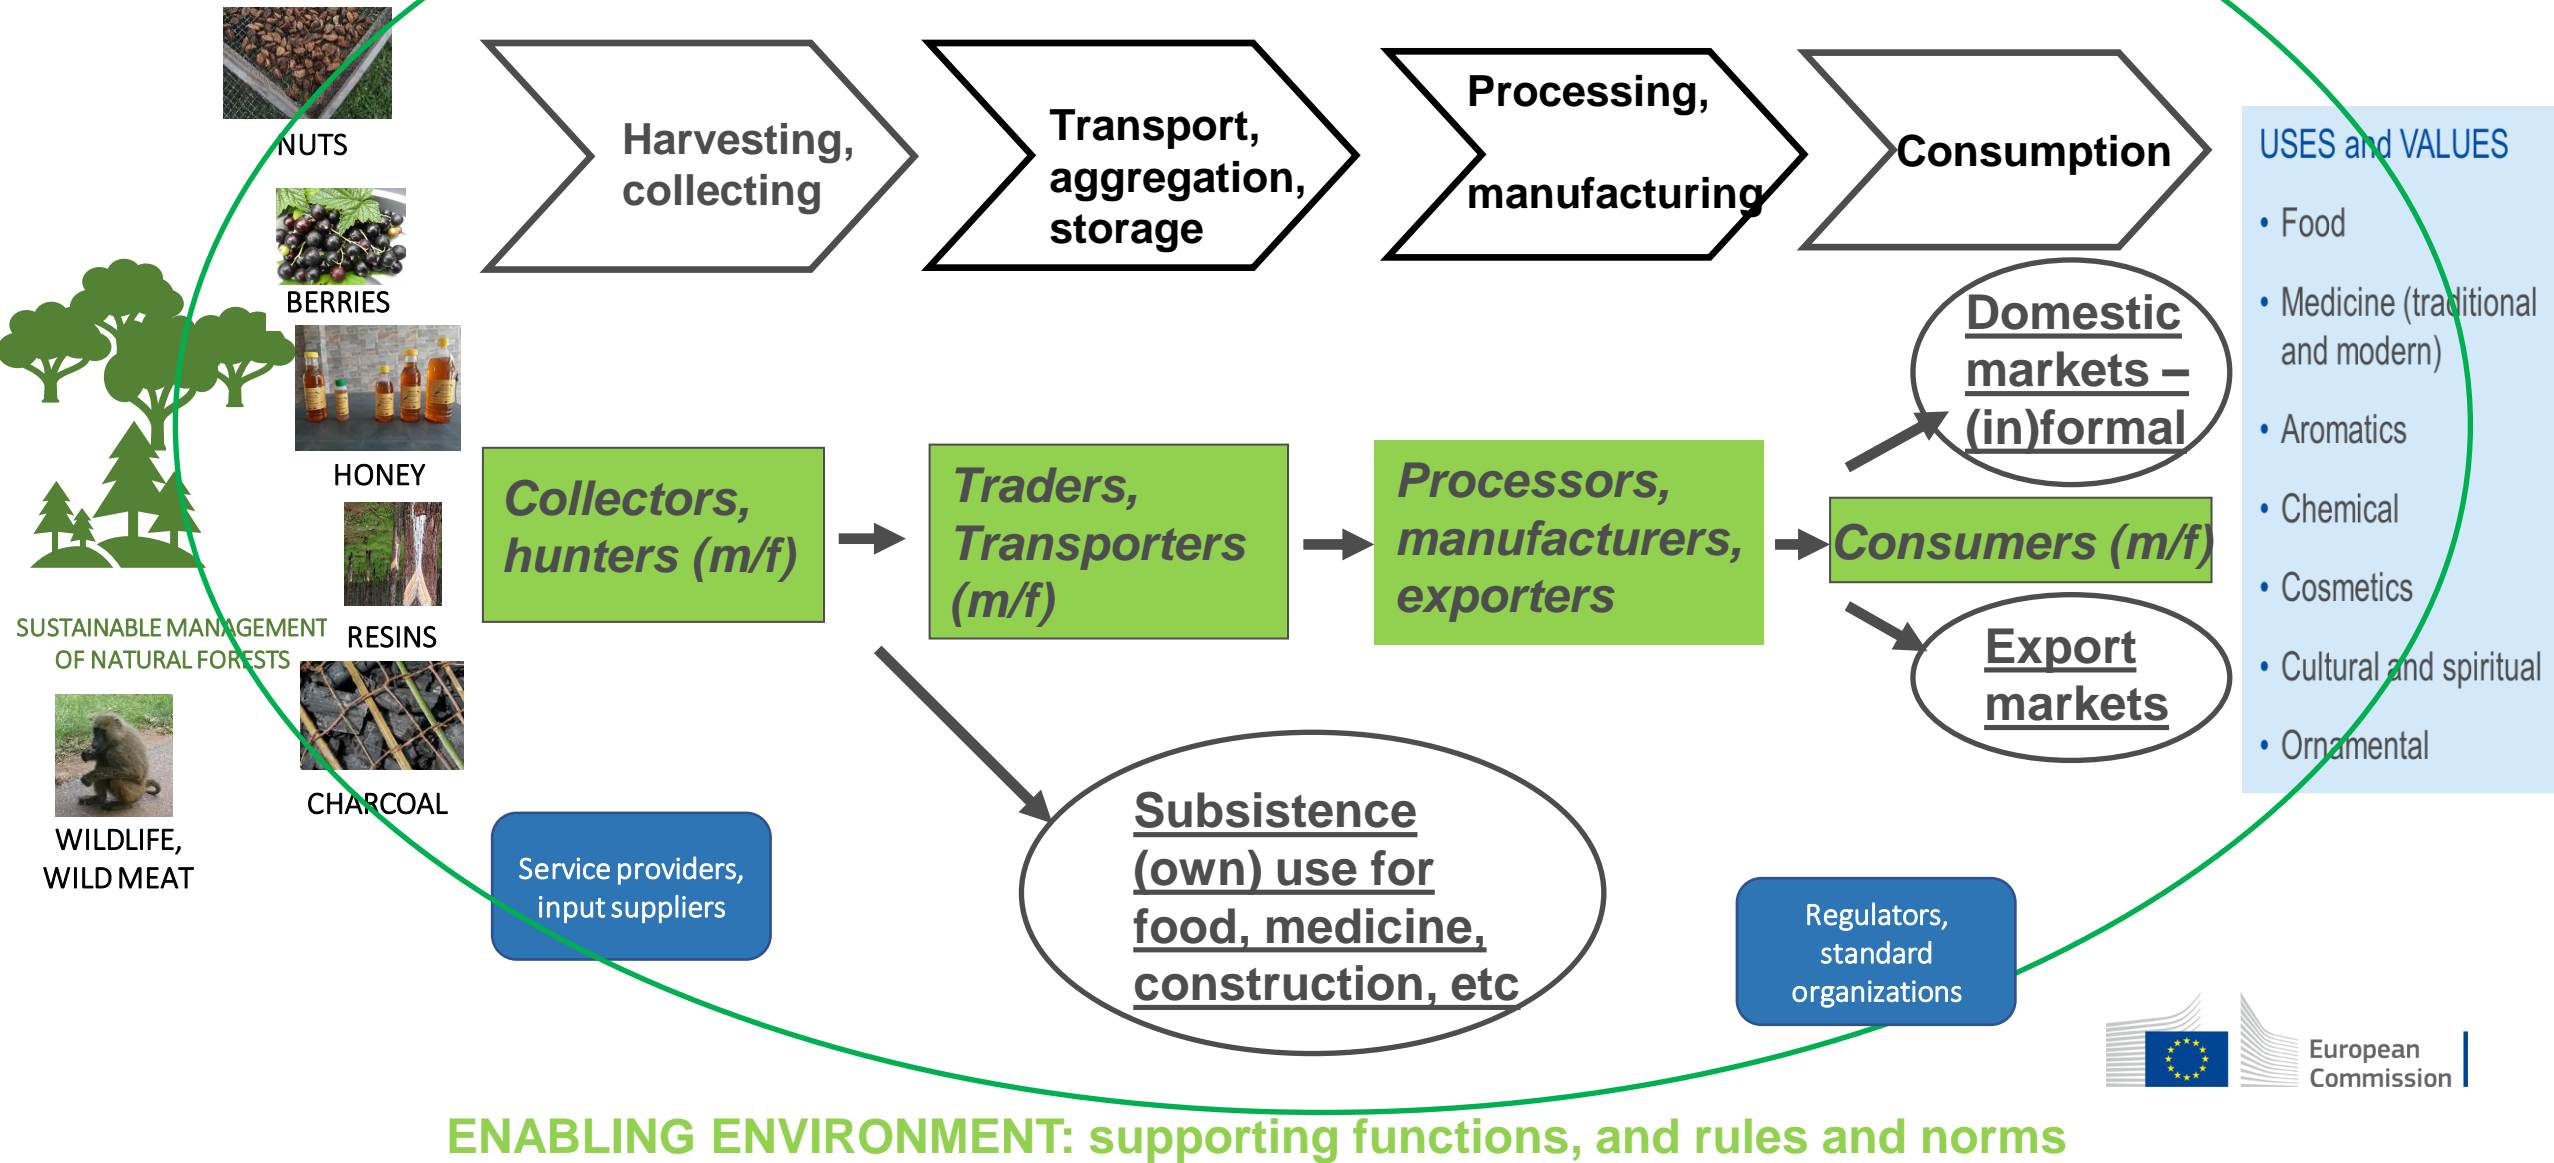 NUTS
BERRIES
HONEY
RESINS
SUSTAINABLE MANAGEMENT
OF NATURAL FORESTS
CHARCOAL
WILDLIFE,
WILD MEAT
Harvesting,
collecting
Transport,
aggregation,
storage
Processing,
manufacturing
Consumption
Collectors,
hunters (m/f)
Traders,
Transporters
(m/f)
Processors,
manufacturers,
exporters
Domestic
markets –
(in)formal
Consumers (m/f)
Export
markets
Subsistence
(own) use for
food, medicine,
construction, etc
Service providers,
input suppliers
Regulators,
standard
organizations
USES and VALUES
• Food
• Medicine (traditional
and modern)
• Aromatics
• Chemical
• Cosmetics
• Cultural and spiritual
• Ornamental
European
Commission
ENABLING ENVIRONMENT: supporting functions, and rules and norms